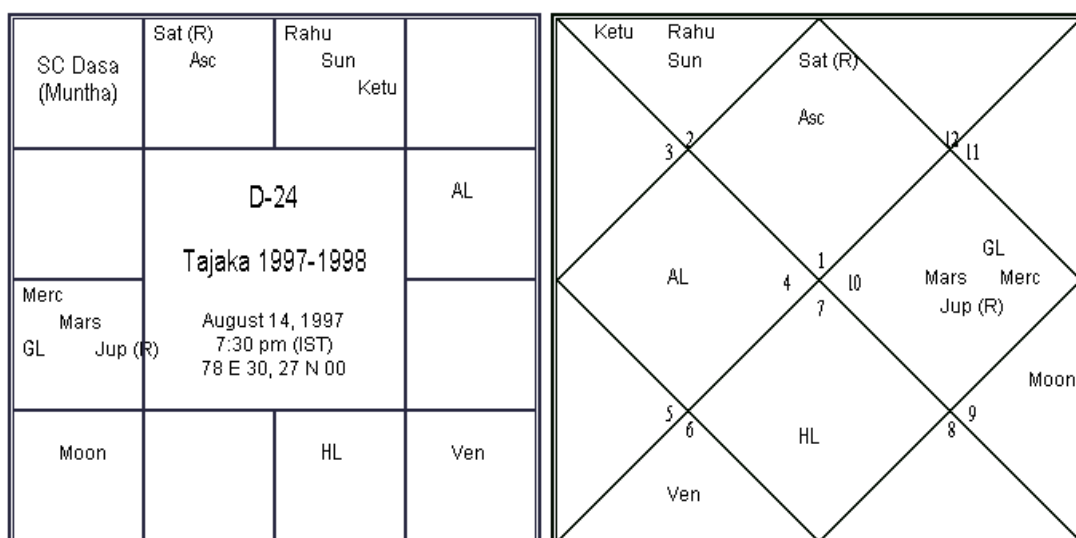 SC Dasa
(Muntha)
Sat (R)
Asc
Rahu
Sun
Ketu
AL
D-24
Tajaka 1997-1998
August 14, 1997
7:30 pm (IST)
78 E 30, 27 N 00
Merc
Mars
GL Jup (R)
Moon
HL
Ven
Ketu Rahu
Sun
Sat (R)
Asc
2
3
12
11
GL
Mars Merc
Jup (R)
AL
1
4 10
7
Moon
5
6
9
8
HL
Ven